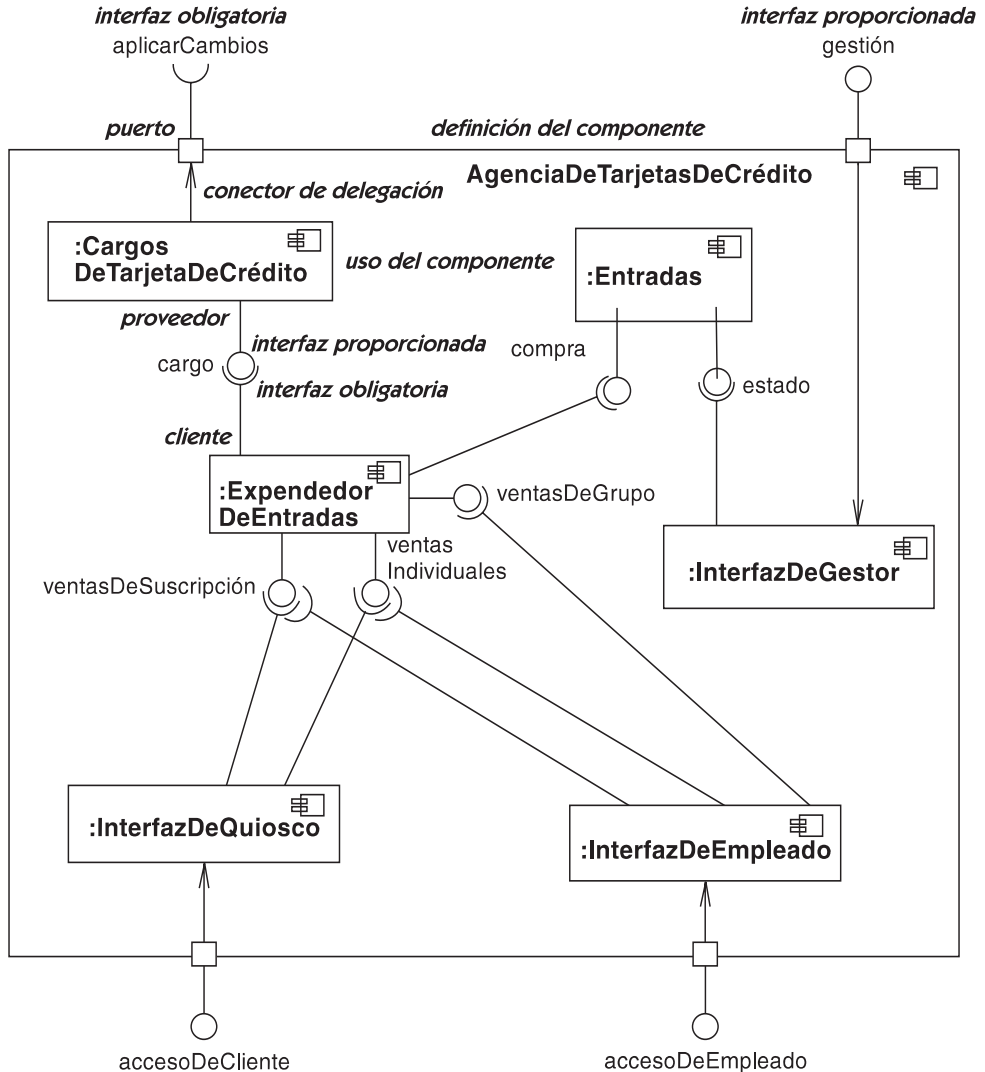 interfaz obligatoria
aplicarCambios
interfaz proporcionada
gestión
puerto
definición del componente
AgenciaDeTarjetasDeCrédito
conector de delegación
:Cargos
DeTarjetaDeCrédito
uso del componente
:Entradas
proveedor
interfaz proporcionada
compra
cargo
estado
interfaz obligatoria
cliente
:Expendedor
DeEntradas
ventasDeGrupo
ventas
Individuales
ventasDeSuscripción
:InterfazDeGestor
:InterfazDeQuiosco
:InterfazDeEmpleado
accesoDeCliente
accesoDeEmpleado